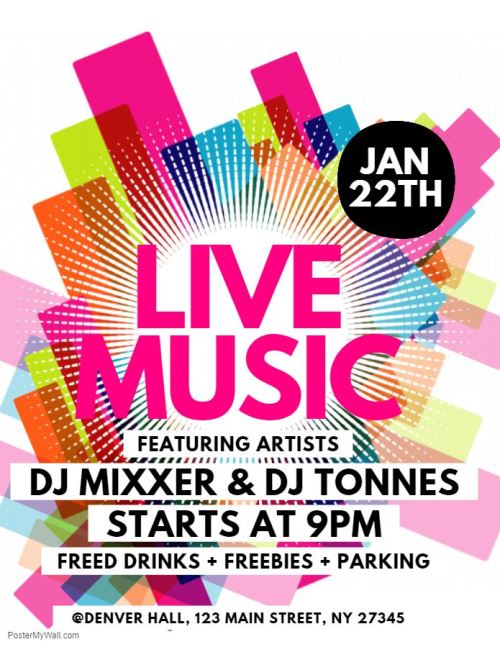 JAN
22TH
LIVE
MUSIC
FEATURING ARTISTS
DJ MIXXER & DJ TONNES
STARTS AT 9PM
FREED DRINKS + FREEBIES + PARKING
@DENVER HALL, 123 MAIN STREET, NY 27345
PosterMyWall.com